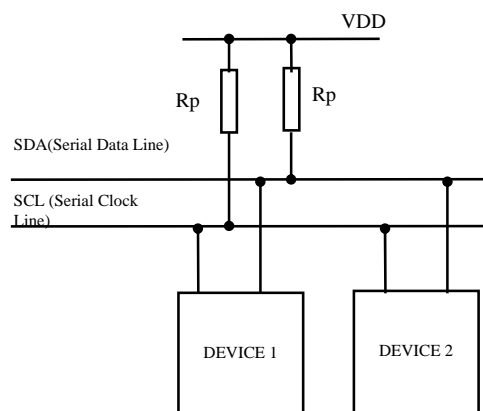 VDD
Rp
Rp
SDA(Serial Data Line)
SCL (Serial Clock
Line)
DEVICE 1
DEVICE 2